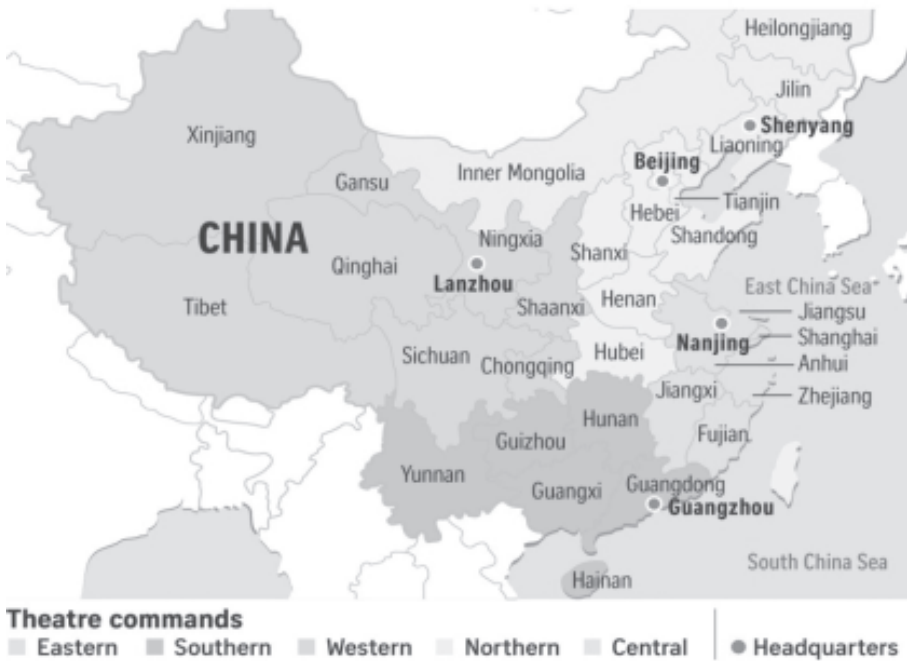 Heilongjiang
Jilin
Shenyang
Liaoning
Xinjiang
Beijing
Inner Mongolia
Gansu
Tianjin
Hebei
CHINA
Ningxia
Shandong
Shanxi
Qinghai
Lanzhou
East China Sea
Henan
Tibet
Shaanxi
Jiangsu
Nanjing
Shanghai
Hubei
Sichuan
Chongqing
Anhui
Jiangxi
Zhejiang
Hunan
Guizhou
Fujian
Yunnan
Guangxi
Guangdong
Guangzhou
South China Sea
Hainan
Theatre commands
Eastern Southern Western Northern Central Headquarters